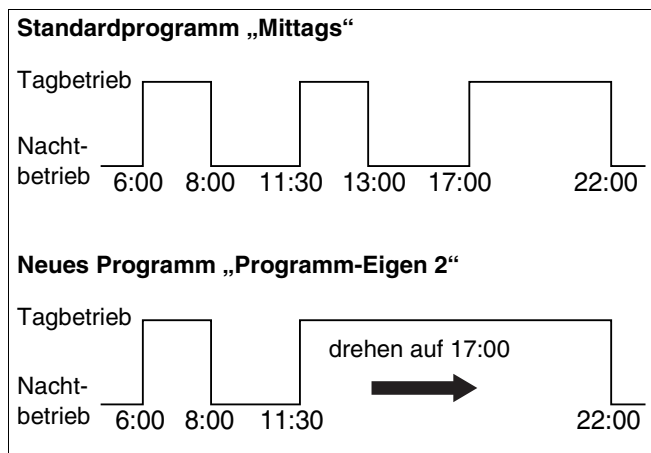 Standardprogramm „Mittags“
Tagbetrieb
Nacht-
betrieb
6:00 8:00 11:30 13:00 17:00 22:00
Neues Programm „Programm-Eigen 2“
Tagbetrieb
drehen auf 17:00
Nacht-
betrieb
6:00 8:00 11:30 22:00